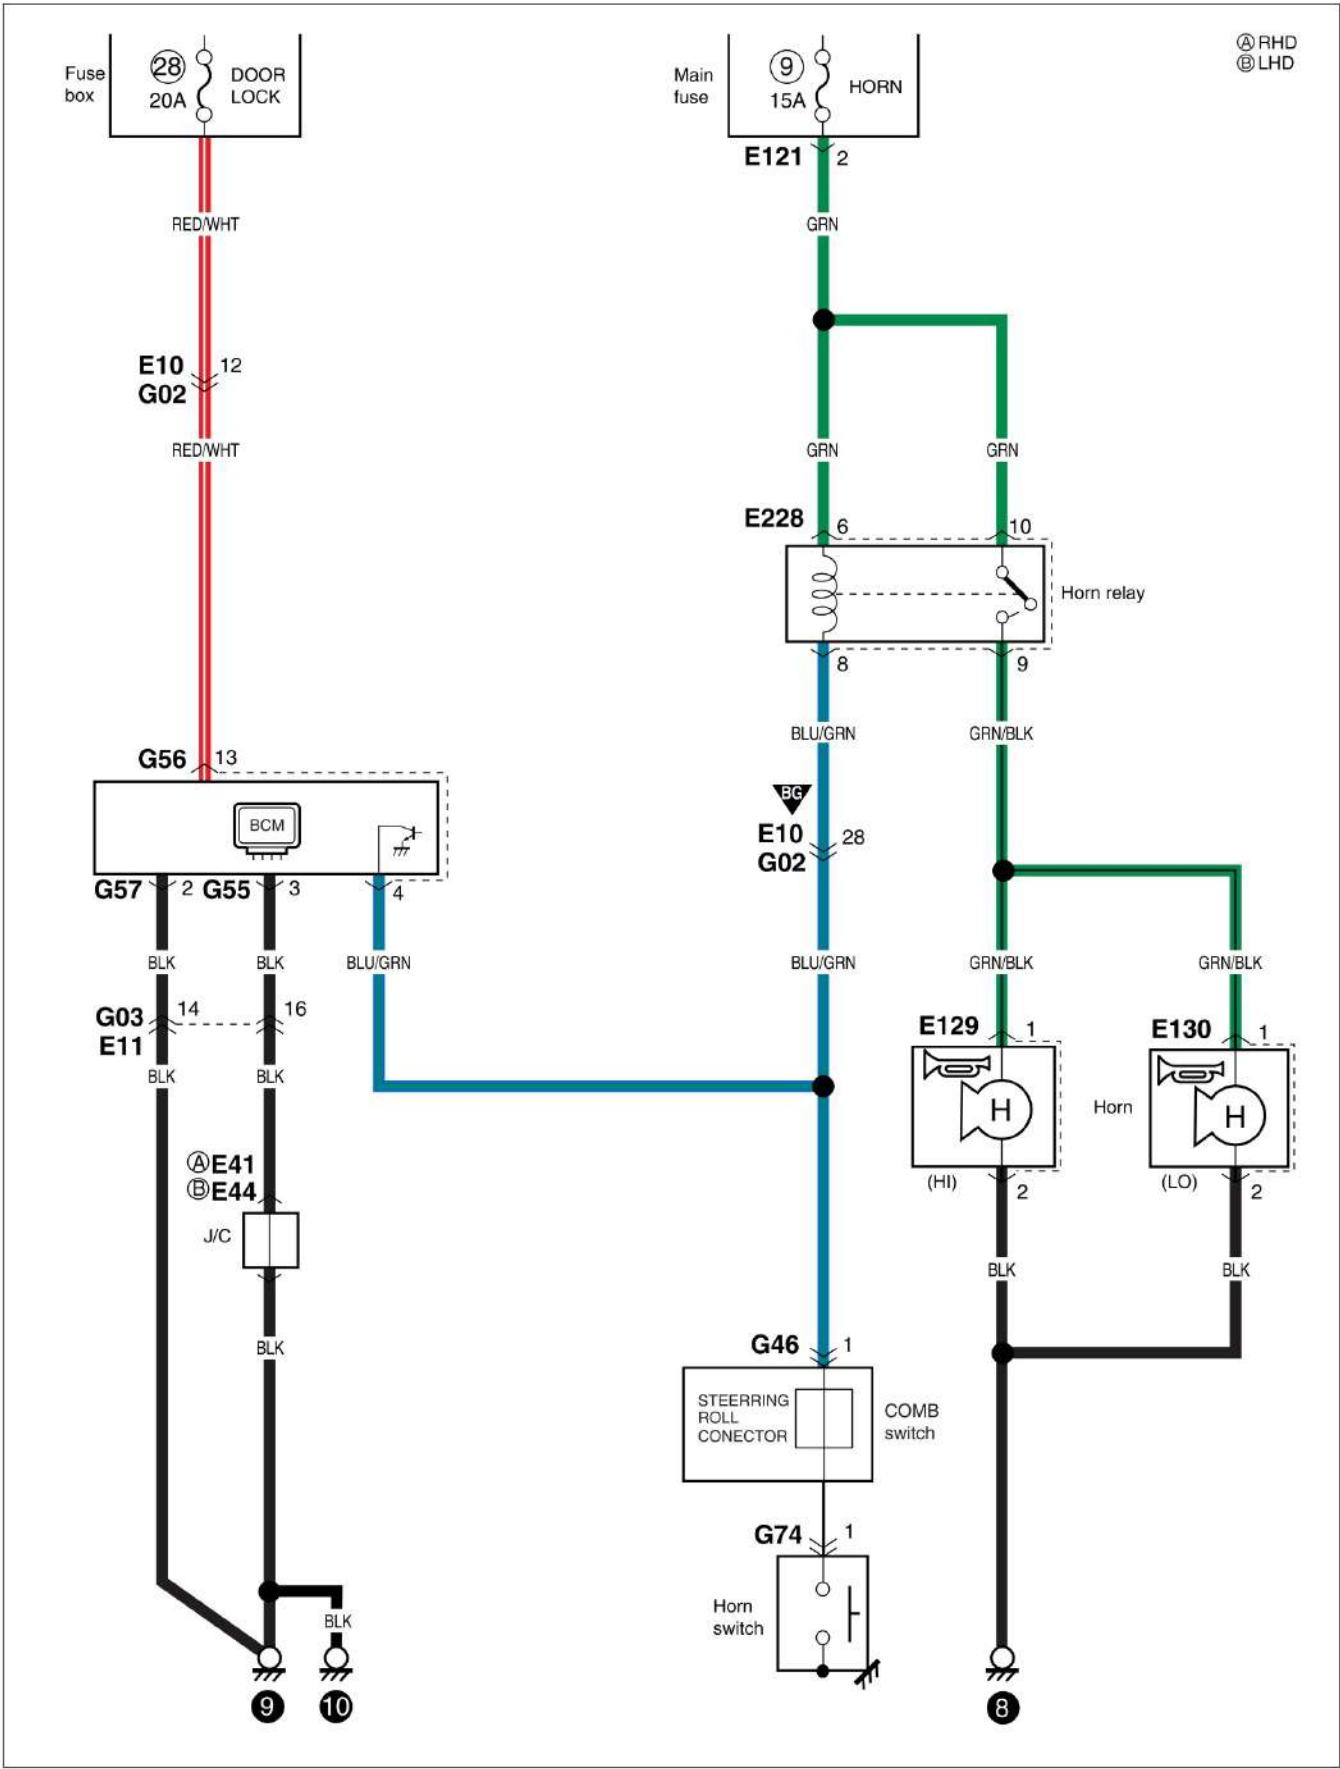 Fuse
box
28
20A
DOOR
LOCK
Main
fuse
9
15A
HORN
Ⓐ RHD
Ⓑ LHD
E121 2
RED/WHT
GRN
E10 12
G02
RED/WHT
GRN
GRN
E228 6
10
Horn relay
8
9
BLU/GRN
GRN/BLK
G56 13
BCM
BG
E10 28
G02
G57 2
G55 3
4
BLK
BLK
BLU/GRN
BLU/GRN
GRN/BLK
GRN/BLK
G03 14
16
E11
E129 1
E130 1
BLK
BLK
H
Horn
H
ⒶE41
ⒷE44
(HI)
2
(LO)
2
J/C
BLK
BLK
BLK
G46 1
STEERRING
ROLL
CONECTOR
COMB
switch
G74 1
Horn
switch
BLK
9
10
8